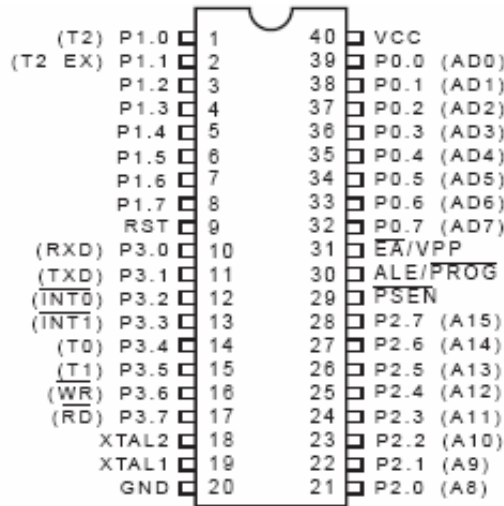 (T2) P1.0 1 40 VCC
(T2 EX) P1.1 2 39 P0.0 (AD0)
P1.2 3 38 P0.1 (AD1)
P1.3 4 37 P0.2 (AD2)
P1.4 5 36 P0.3 (AD3)
P1.5 6 35 P0.4 (AD4)
P1.6 7 34 P0.5 (AD5)
P1.7 8 33 P0.6 (AD6)
RST 9 32 P0.7 (AD7)
(RXD) P3.0 10 31 E̅A̅/VPP
(TXD) P3.1 11 30 ALE/P̅R̅O̅G̅
(I̅N̅T̅0̅) P3.2 12 29 P̅S̅E̅N̅
(I̅N̅T̅1̅) P3.3 13 28 P2.7 (A15)
(T0) P3.4 14 27 P2.6 (A14)
(T1) P3.5 15 26 P2.5 (A13)
(W̅R̅) P3.6 16 25 P2.4 (A12)
(R̅D̅) P3.7 17 24 P2.3 (A11)
XTAL2 18 23 P2.2 (A10)
XTAL1 19 22 P2.1 (A9)
GND 20 21 P2.0 (A8)